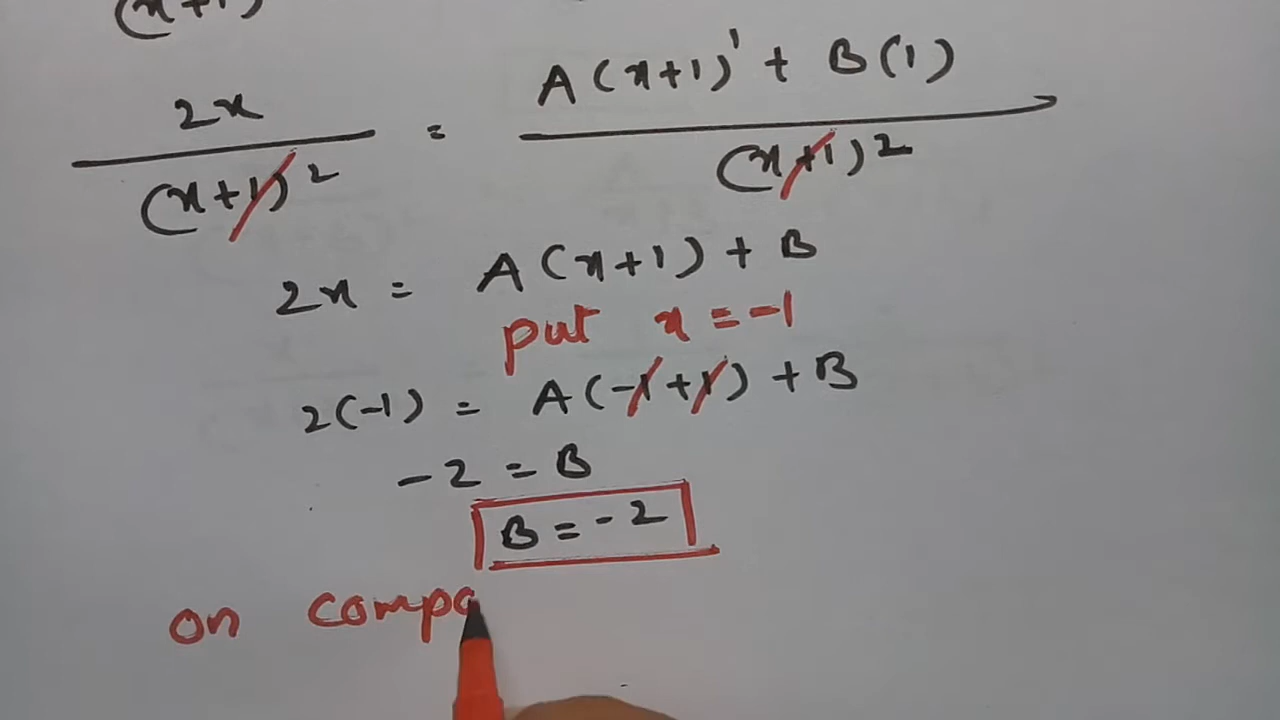 (x+1)
2x / (x+1)2 = A(x+1)1 + B(1) / (x+1)2
2x = A(x+1) + B
put x = -1
2(-1) = A(-1+1) + B
-2 = B
B = -2
on compa